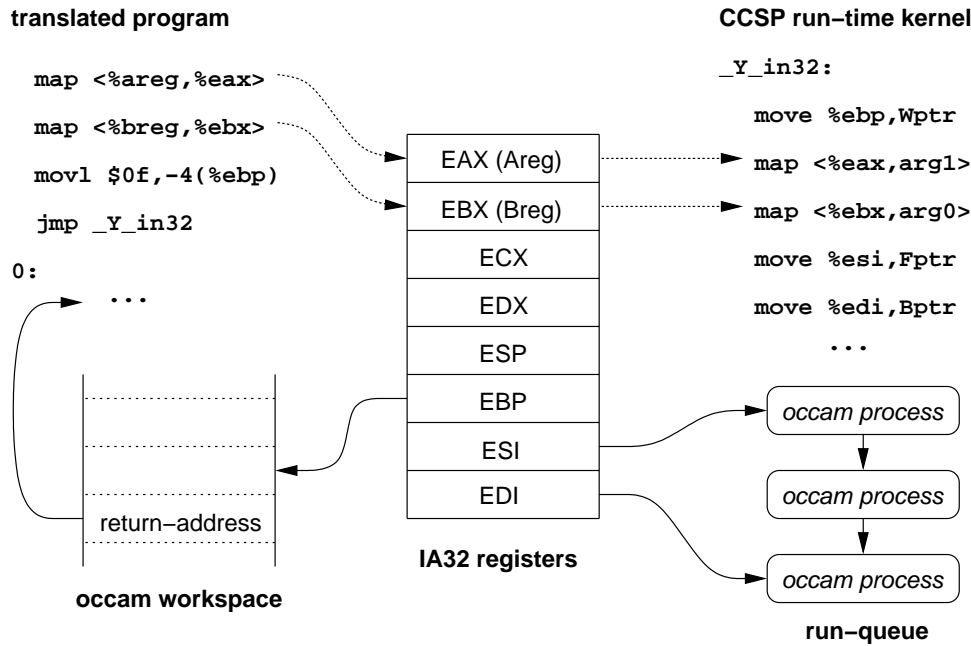 translated program
map <%areg,%eax>
map <%breg,%ebx>
movl $0f,-4(%ebp)
jmp _Y_in32
0:
...
return-address
occam workspace
EAX (Areg)
EBX (Breg)
ECX
EDX
ESP
EBP
ESI
EDI
IA32 registers
CCSP run-time kernel
_Y_in32:
move %ebp,Wptr
map <%eax,arg1>
map <%ebx,arg0>
move %esi,Fptr
move %edi,Bptr
...
occam process
occam process
occam process
run-queue